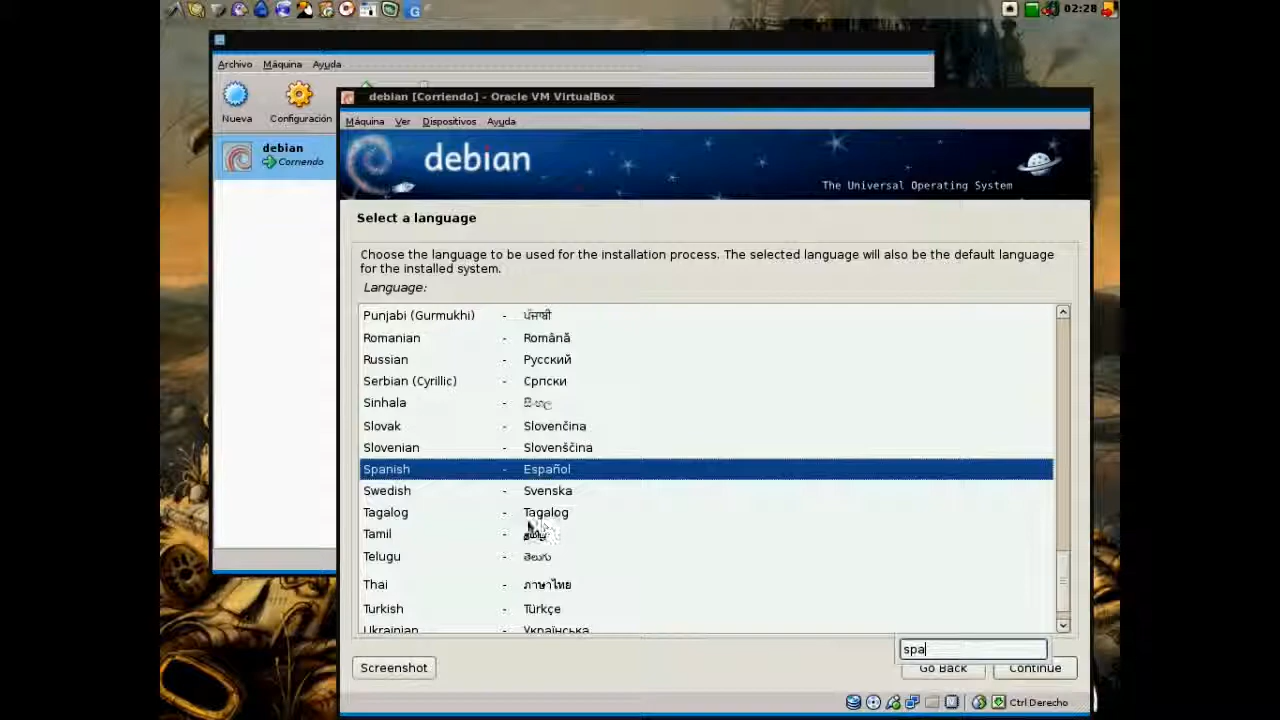 02:28
Archivo Máquina Ayuda
Nueva Configuración
debian
Corriendo
debian [Corriendo] - Oracle VM VirtualBox
Máquina Ver Dispositivos Ayuda
debian
The Universal Operating System
Select a language
Choose the language to be used for the installation process. The selected language will also be the default language
for the installed system.
Language:
Punjabi (Gurmukhi) - ਪੰਜਾਬੀ
Romanian - Română
Russian - Русский
Serbian (Cyrillic) - Српски
Sinhala - සිංහල
Slovak - Slovenčina
Slovenian - Slovenščina
Spanish - Español
Swedish - Svenska
Tagalog - Tagalog
Tamil - தமிழ்
Telugu - తెలుగు
Thai - ภาษาไทย
Turkish - Türkçe
Ukrainian - Українська
spa
Screenshot Go Back Continue
Ctrl Derecho